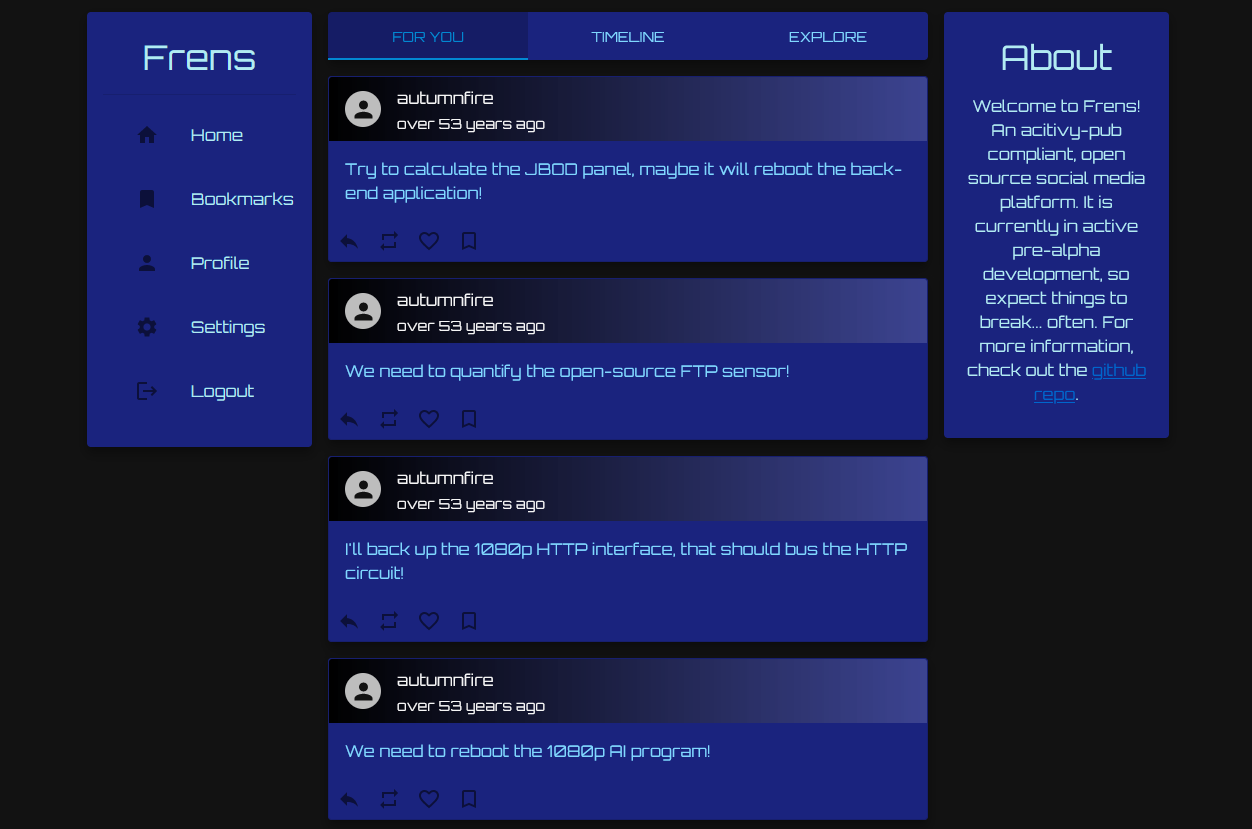 Frens
Home
Bookmarks
Profile
Settings
Logout
FOR YOU
TIMELINE
EXPLORE
autumnfire
over 53 years ago
Try to calculate the JBOD panel, maybe it will reboot the back-
end application!
autumnfire
over 53 years ago
We need to quantify the open-source FTP sensor!
autumnfire
over 53 years ago
I'll back up the 1080p HTTP interface, that should bus the HTTP
circuit!
autumnfire
over 53 years ago
We need to reboot the 1080p AI program!
About
Welcome to Frens!
An acitivy-pub
compliant, open
source social media
platform. It is
currently in active
pre-alpha
development, so
expect things to
break... often. For
more information,
check out the github
repo.